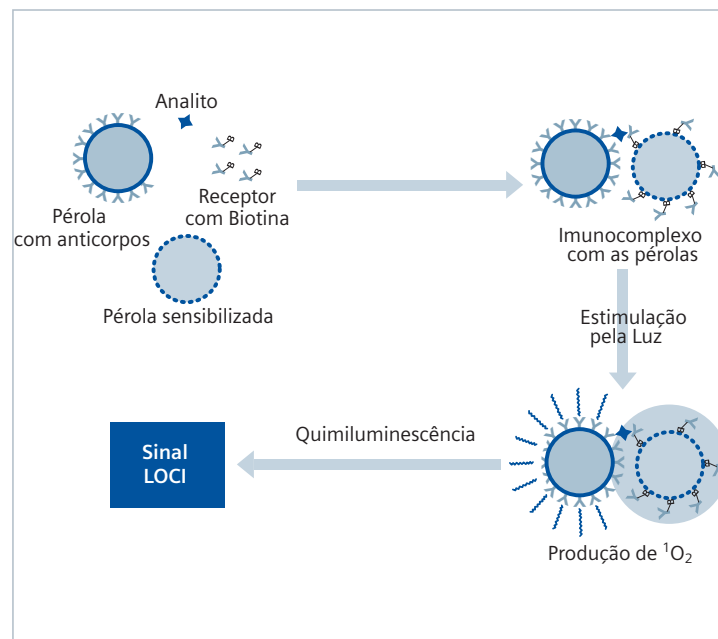 Analito
Receptor
com Biotina
Pérola
com anticorpos
Pérola sensibilizada
Imunocomplexo
com as pérolas
Estimulação
pela Luz
Produção de ¹O₂
Quimiluminescência
Sinal
LOCI